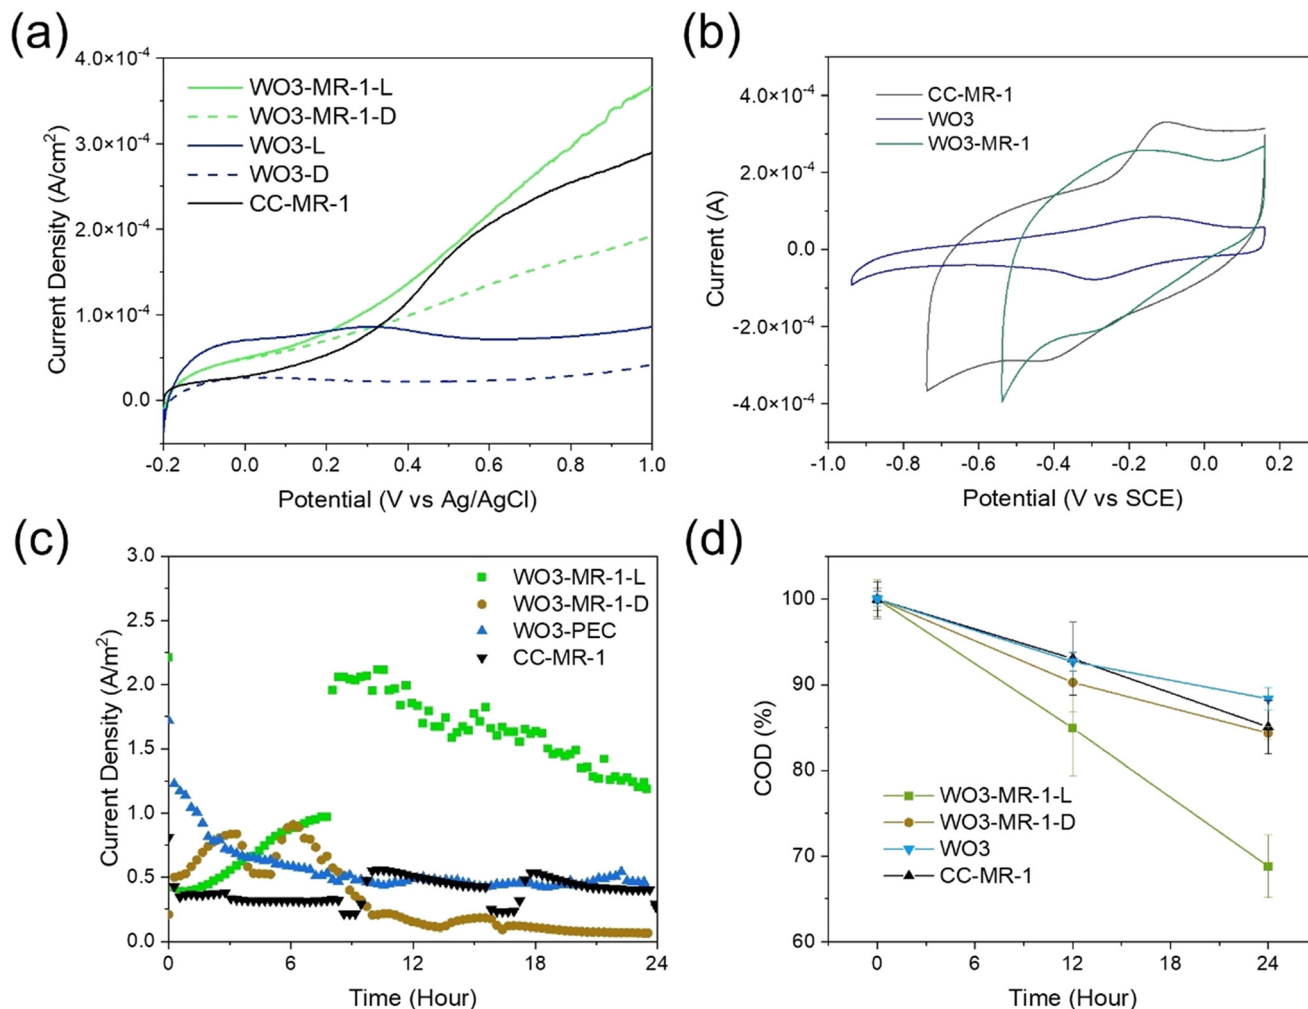 (a)
4.0×10⁻⁴
3.0×10⁻⁴
2.0×10⁻⁴
1.0×10⁻⁴
0.0
Current Density (A/cm²)
WO3-MR-1-L
WO3-MR-1-D
WO3-L
WO3-D
CC-MR-1
-0.2 0.0 0.2 0.4 0.6 0.8 1.0
Potential (V vs Ag/AgCl)
(b)
4.0×10⁻⁴
2.0×10⁻⁴
0.0
-2.0×10⁻⁴
-4.0×10⁻⁴
Current (A)
CC-MR-1
WO3
WO3-MR-1
-1.0 -0.8 -0.6 -0.4 -0.2 0.0 0.2
Potential (V vs SCE)
(c)
3.0
2.5
2.0
1.5
1.0
0.5
0.0
Current Density (A/m²)
WO3-MR-1-L
WO3-MR-1-D
WO3-PEC
CC-MR-1
0 6 12 18 24
Time (Hour)
(d)
100
90
80
70
60
COD (%)
WO3-MR-1-L
WO3-MR-1-D
WO3
CC-MR-1
0 12 24
Time (Hour)